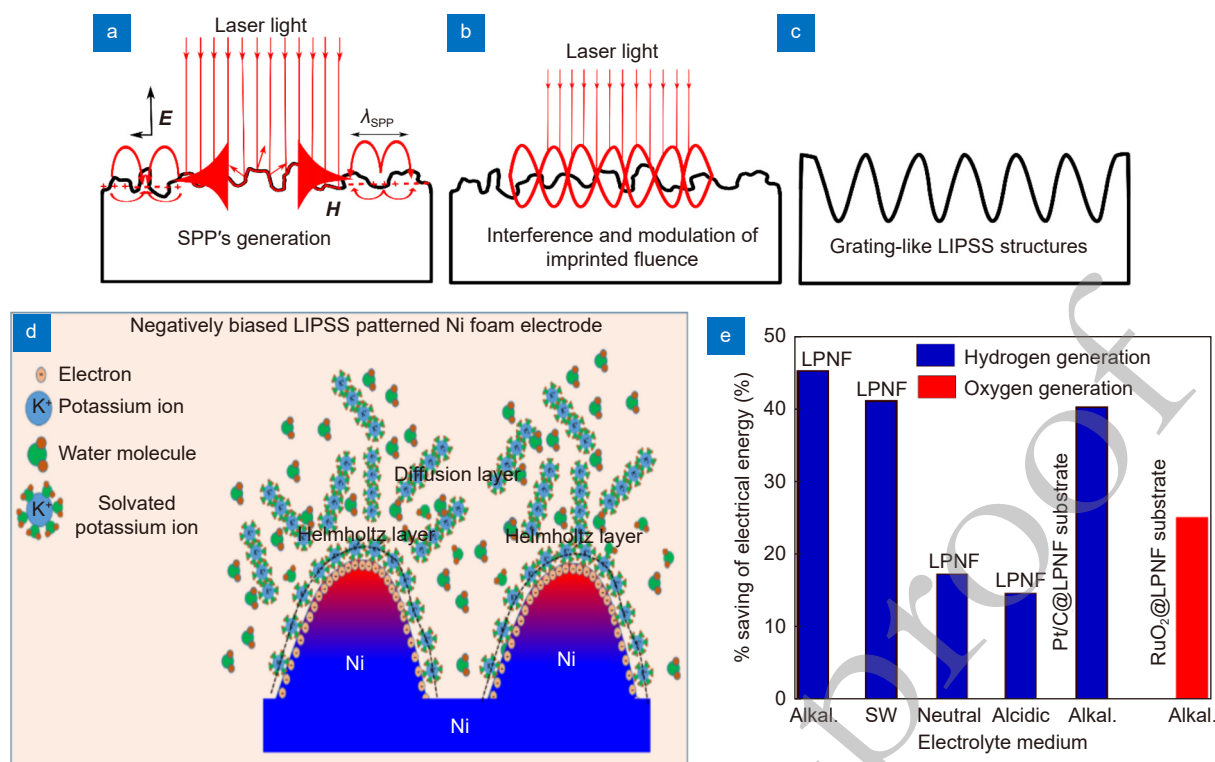 a
Laser light
E
λSPP
H
SPP's generation
b
Laser light
Interference and modulation of
imprinted fluence
c
Grating-like LIPSS structures
d
Negatively biased LIPSS patterned Ni foam electrode
Electron
K+ Potassium ion
Water molecule
K+ Solvated
potassium ion
Diffusion layer
Helmholtz layer
Helmholtz layer
Ni
Ni
Ni
e
% saving of electrical energy (%)
50
40
30
20
10
0
Hydrogen generation
Oxygen generation
LPNF
LPNF
LPNF
LPNF
Pt/C@LPNF substrate
RuO2@LPNF substrate
Alkal. SW Neutral Alcidic Alkal. Alkal.
Electrolyte medium
proof